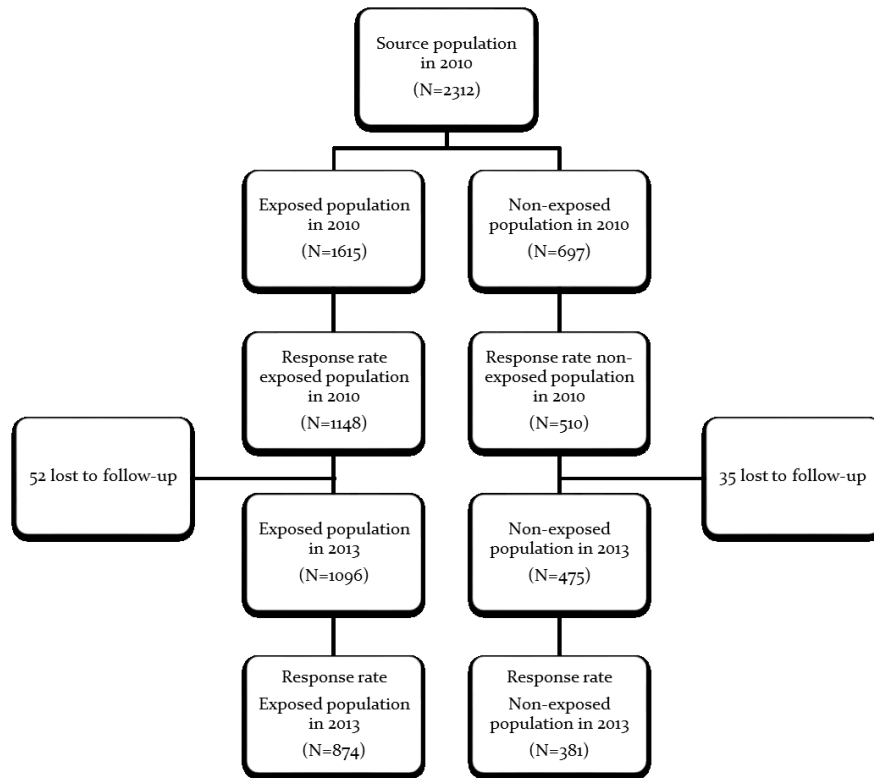 Source population
in 2010
(N=2312)
Exposed population
in 2010
(N=1615)
Non-exposed
population in 2010
(N=697)
Response rate
exposed population
in 2010
(N=1148)
Response rate non-
exposed population
in 2010
(N=510)
52 lost to follow-up
35 lost to follow-up
Exposed population
in 2013
(N=1096)
Non-exposed
population in 2013
(N=475)
Response rate
Exposed population
in 2013
(N=874)
Response rate
Non-exposed
population in 2013
(N=381)